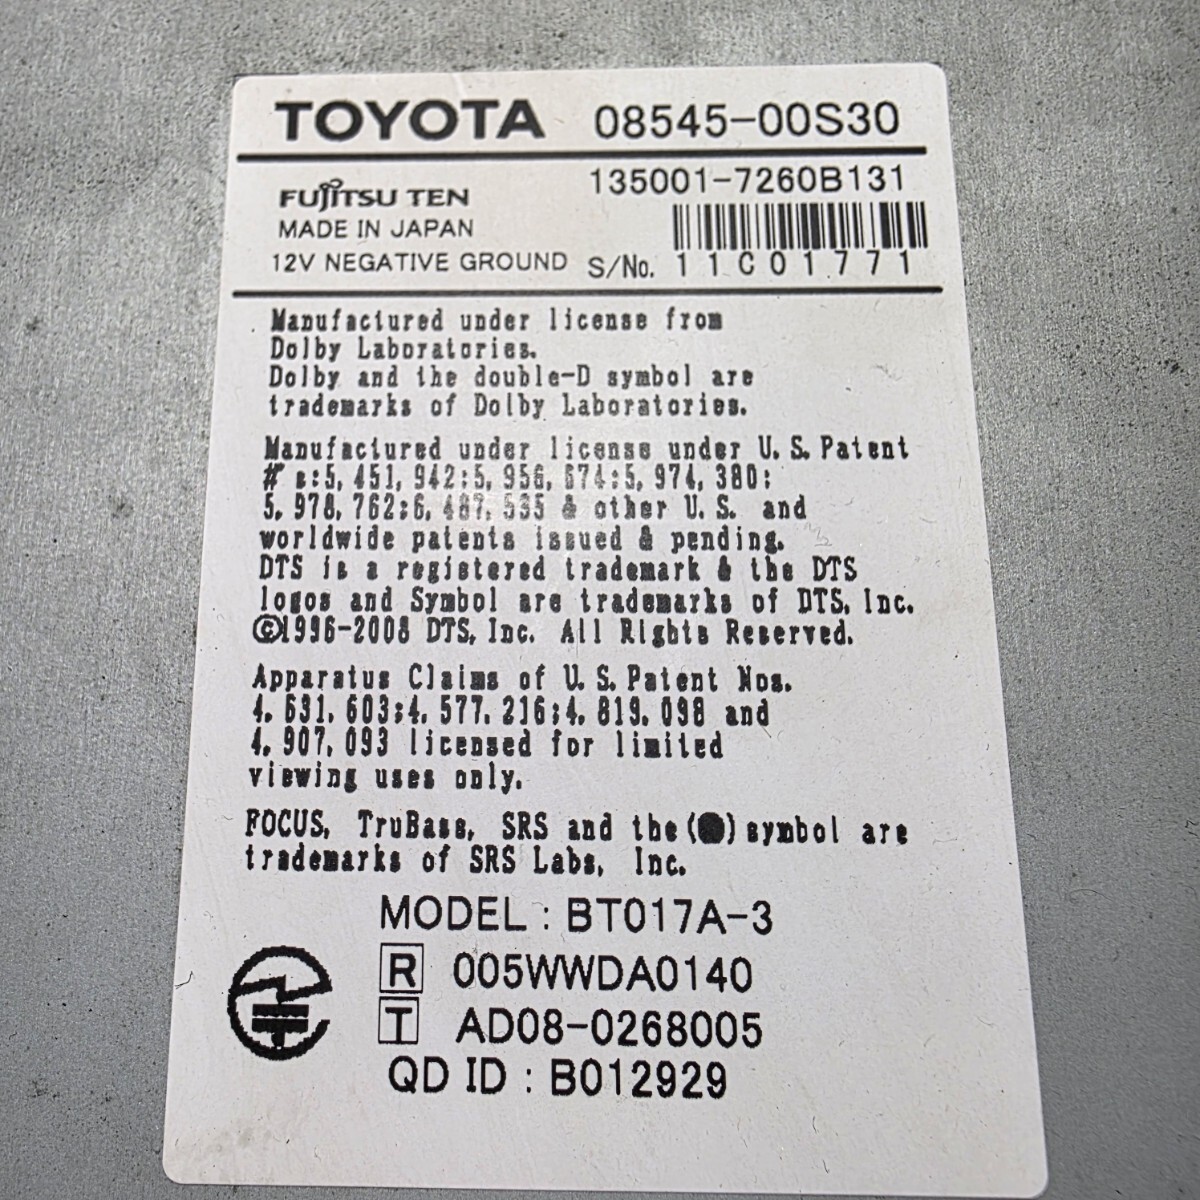 TOYOTA 08545-00S30
FUJITSU TEN 135001-7260B131
MADE IN JAPAN
12V NEGATIVE GROUND S/No. 11C01771
Manufactured under license from
Dolby Laboratories.
Dolby and the double-D symbol are
trademarks of Dolby Laboratories.
Manufactured under license under U.S.Patent
#'s:5,451,942:5,956,674:5,974,380:
5,978,762:6,487,535 & other U.S. and
worldwide patents issued & pending.
DTS is a registered trademark & the DTS
logos and Symbol are trademarks of DTS, Inc.
©1996-2008 DTS, Inc. All Rights Reserved.
Apparatus Claims of U.S.Patent Nos.
4,631,603;4,577,216;4,819,098 and
4,907,093 licensed for limited
viewing uses only.
FOCUS, TruBass, SRS and the (●) symbol are
trademarks of SRS Labs, Inc.
MODEL : BT017A-3
R 005WWDA0140
T AD08-0268005
QD ID : B012929